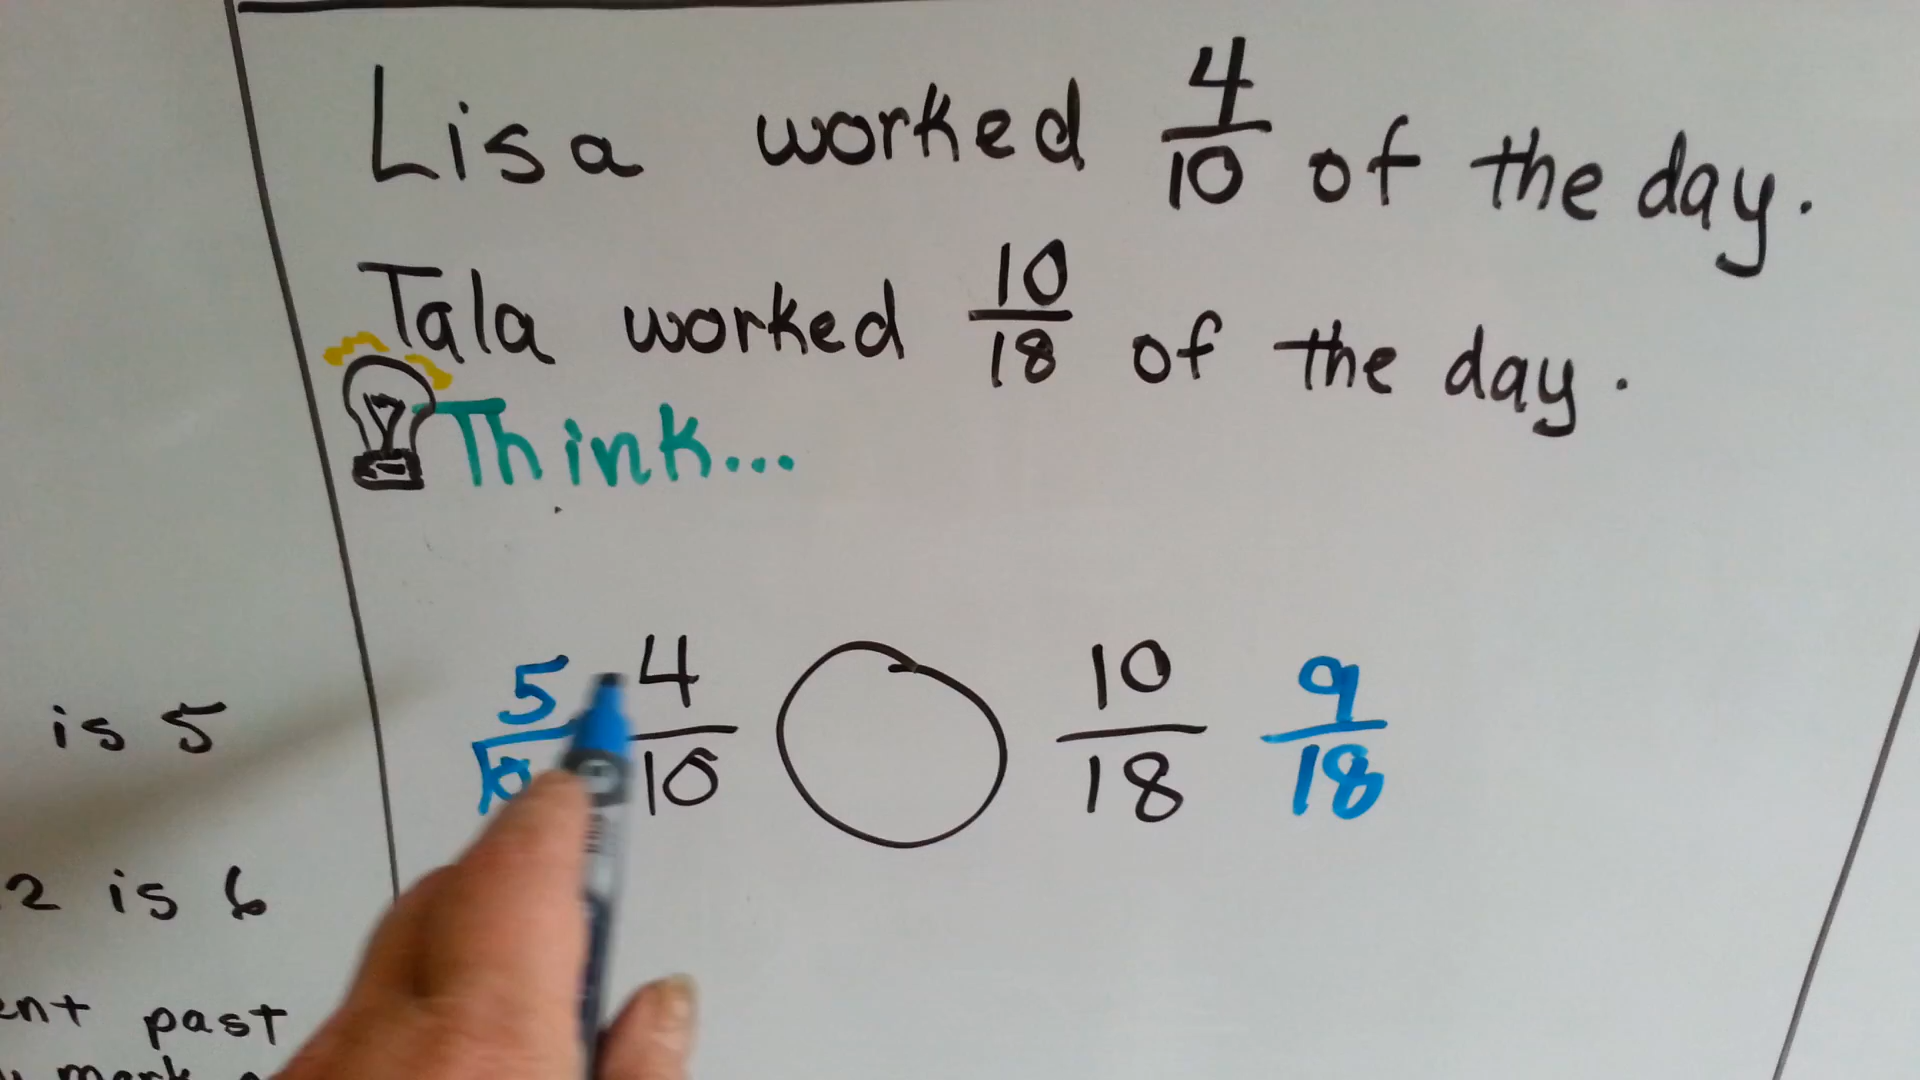 Lisa worked 4/10 of the day.
Tala worked 10/18 of the day.
Think...
5/10 4/10 10/18 9/18
is 5
2 is 6
past